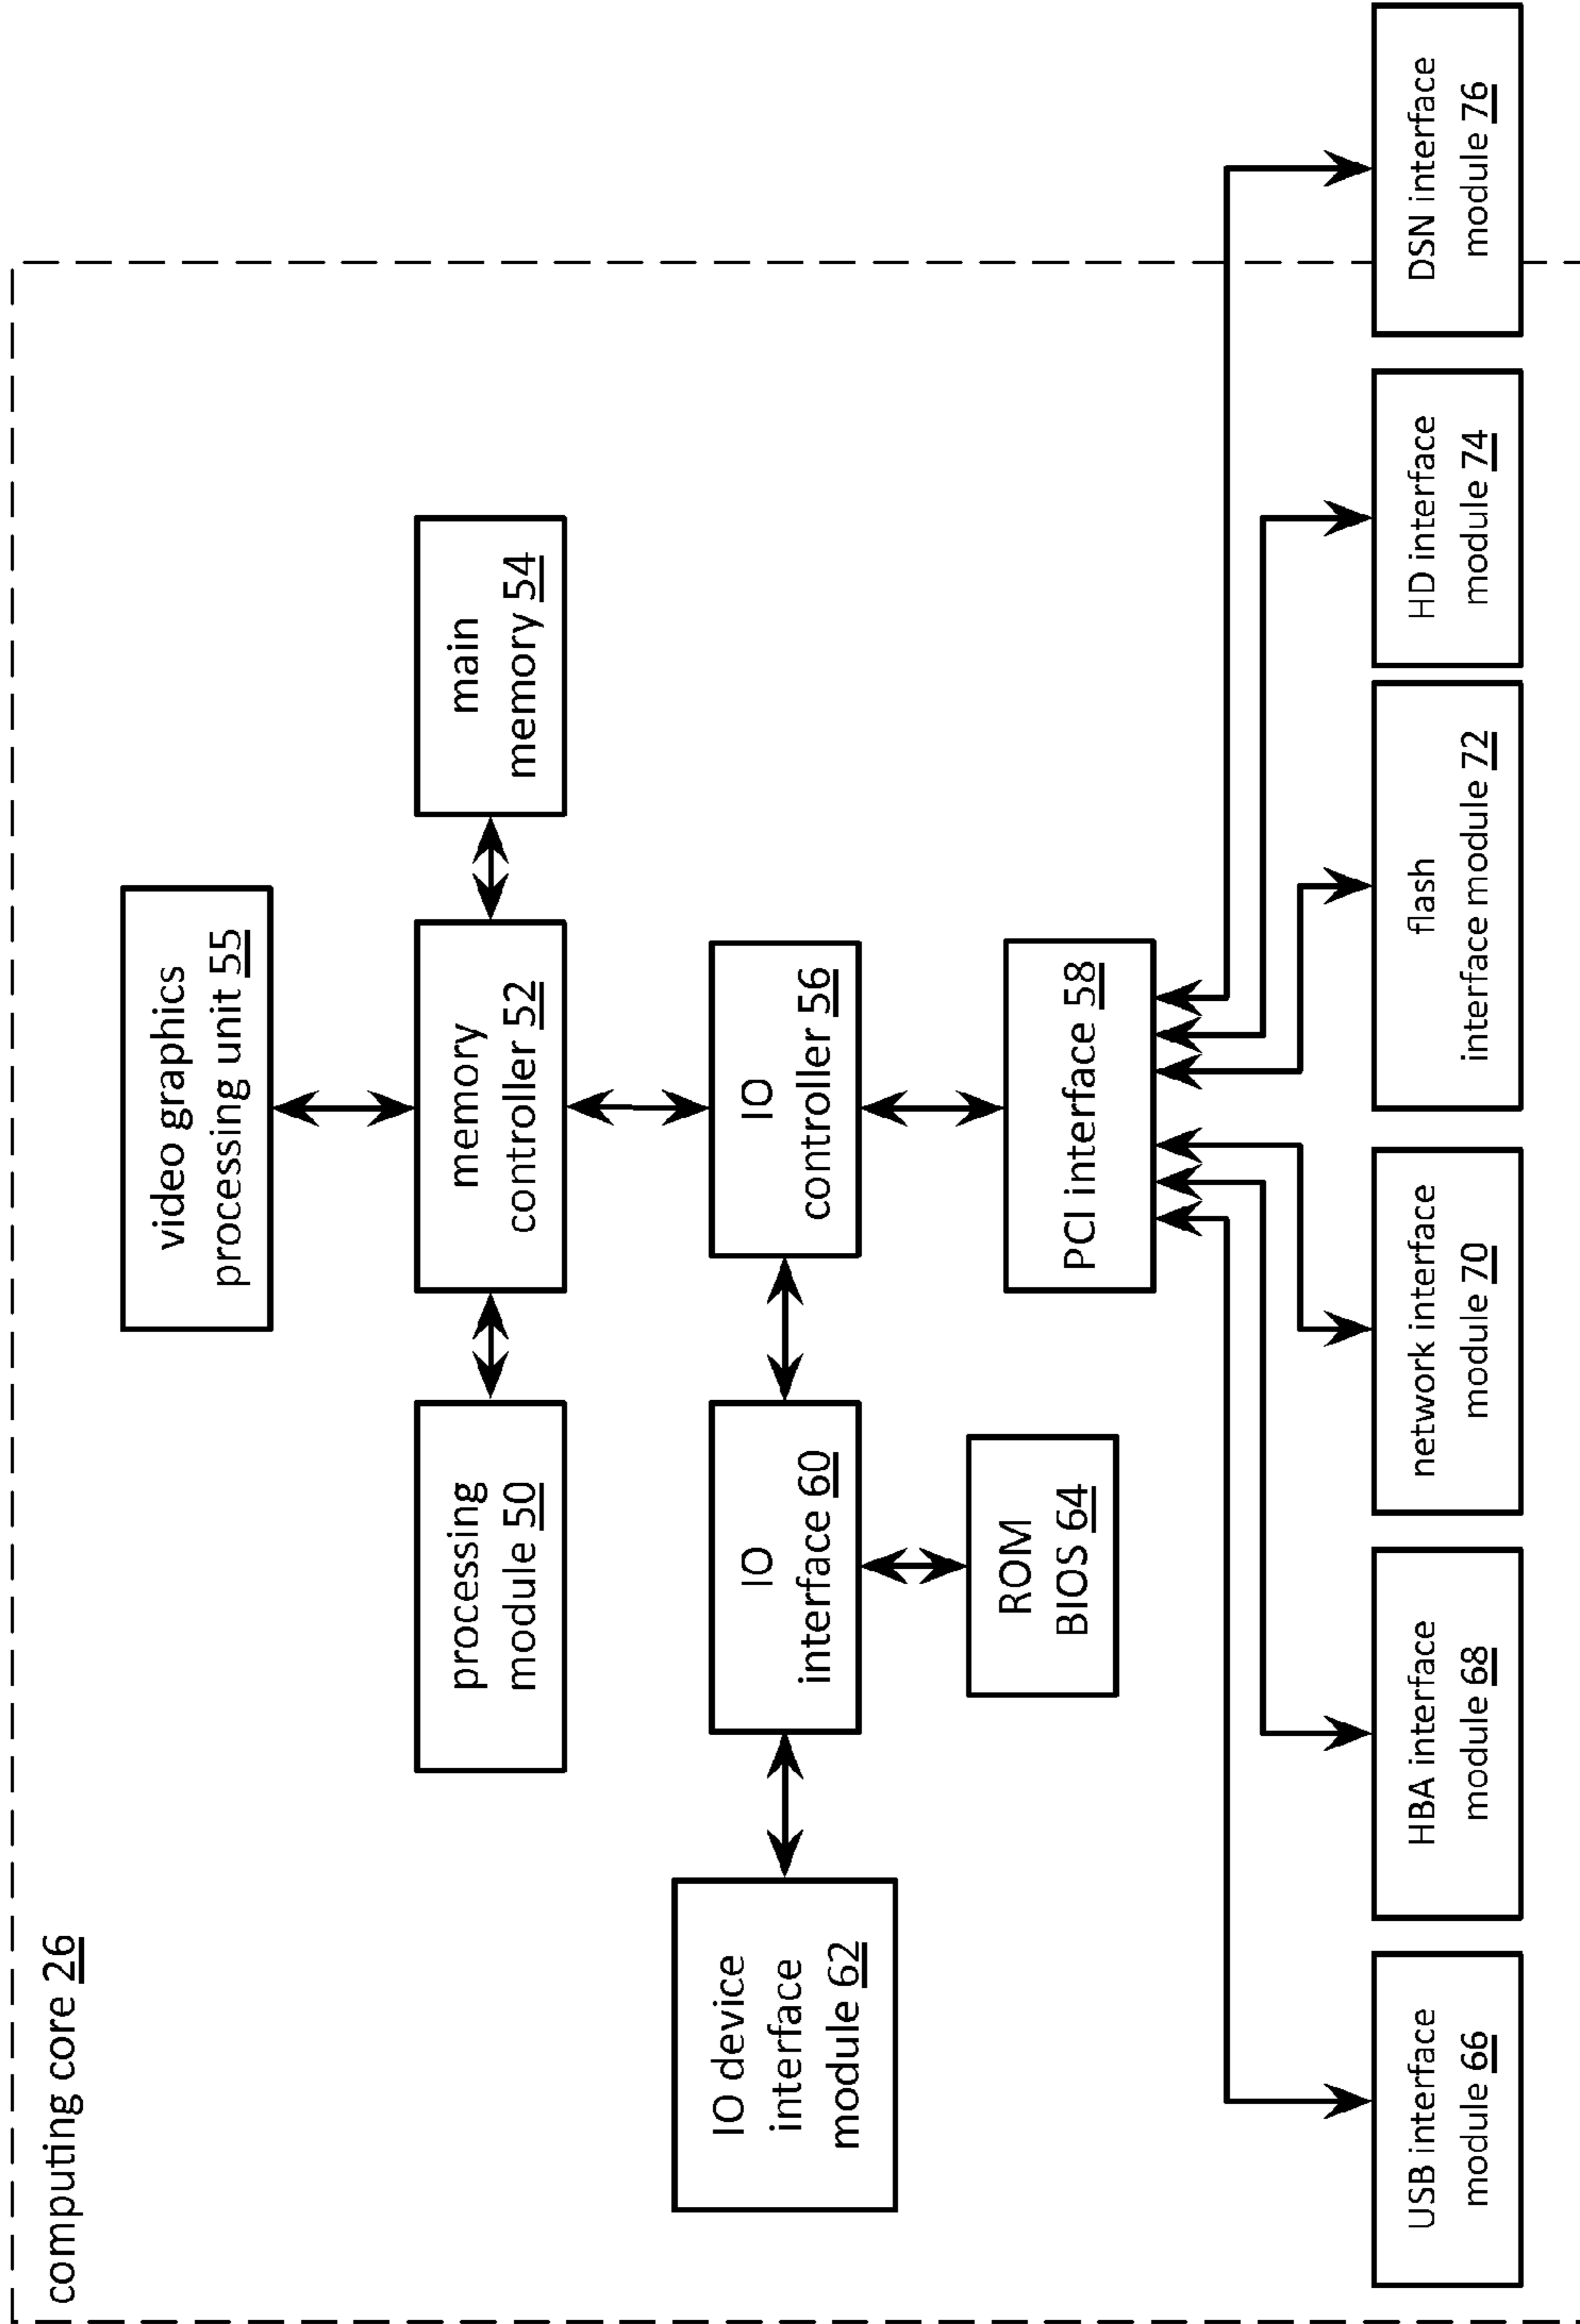 computing core 26
video graphics
processing unit 55
processing
module 50
memory
controller 52
main
memory 54
IO device
interface
module 62
IO
interface 60
IO
controller 56
ROM
BIOS 64
PCI interface 58
USB interface
module 66
HBA interface
module 68
network interface
module 70
flash
interface module 72
HD interface
module 74
DSN interface
module 76